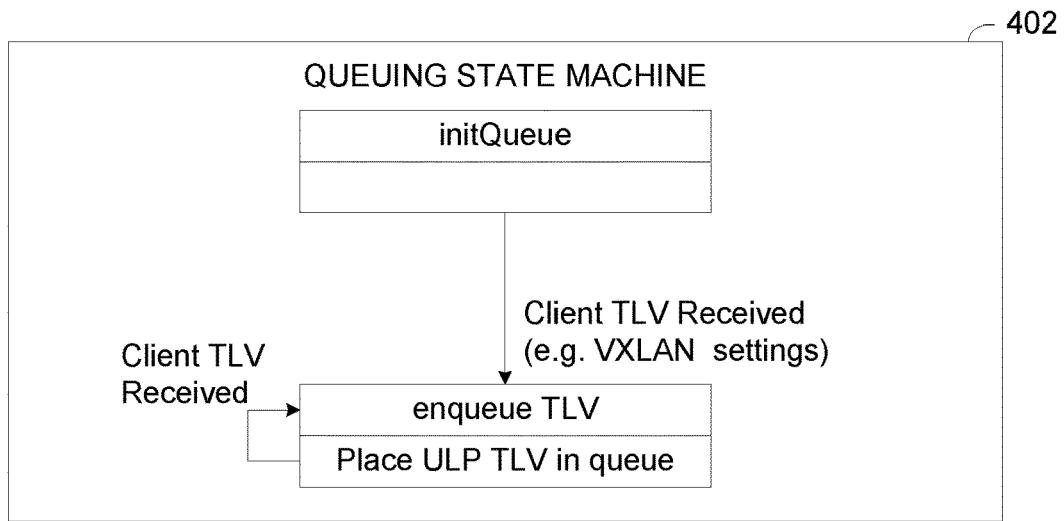 402
QUEUING STATE MACHINE
initQueue
Client TLV Received
(e.g. VXLAN settings)
Client TLV
Received
enqueue TLV
Place ULP TLV in queue